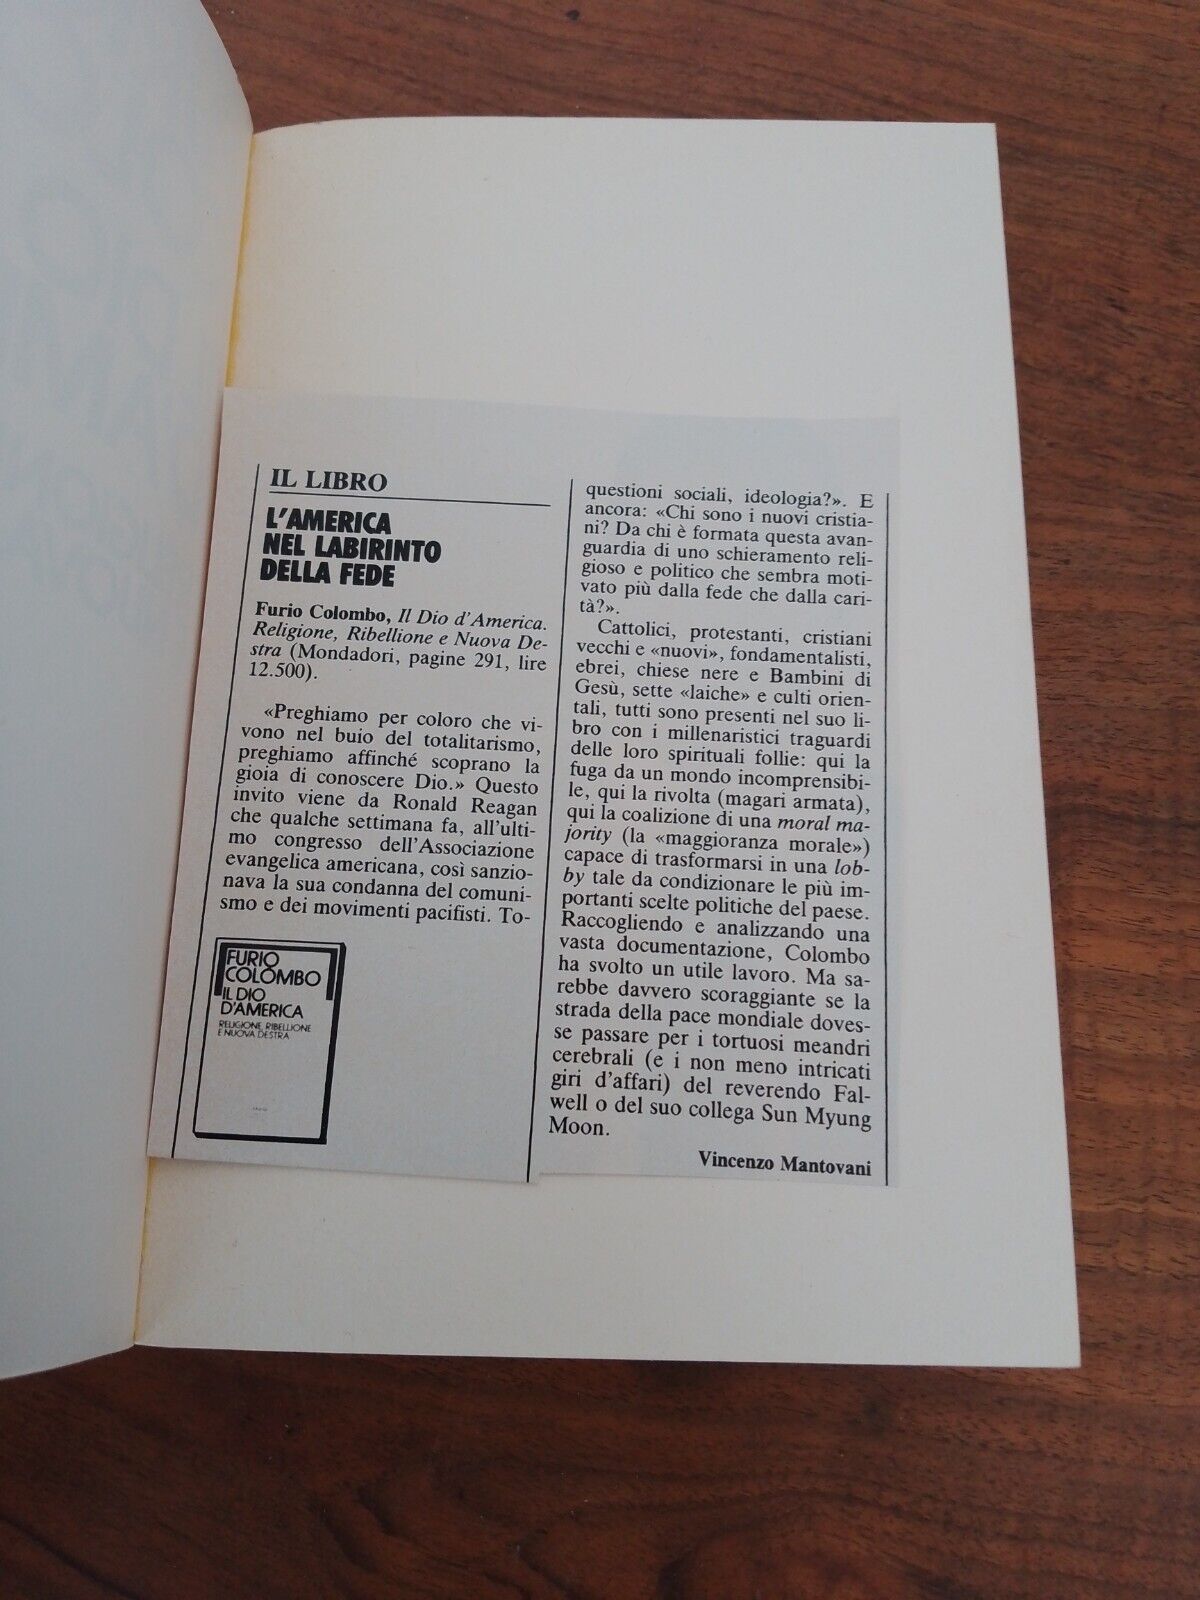 IL LIBRO
L'AMERICA
NEL LABIRINTO
DELLA FEDE
Furio Colombo, Il Dio d'America.
Religione, Ribellione e Nuova De-
stra (Mondadori, pagine 291, lire
12.500).
«Preghiamo per coloro che vi-
vono nel buio del totalitarismo,
preghiamo affinché scoprano la
gioia di conoscere Dio.» Questo
invito viene da Ronald Reagan
che qualche settimana fa, all'ulti-
mo congresso dell'Associazione
evangelica americana, così sanzio-
nava la sua condanna del comuni-
smo e dei movimenti pacifisti. To-
FURIO
COLOMBO
IL DIO
D'AMERICA
RELIGIONE, RIBELLIONE
E NUOVA DESTRA
questioni sociali, ideologia?». E
ancora: «Chi sono i nuovi cristia-
ni? Da chi è formata questa avan-
guardia di uno schieramento reli-
gioso e politico che sembra moti-
vato più dalla fede che dalla cari-
tà?».
Cattolici, protestanti, cristiani
vecchi e «nuovi», fondamentalisti,
ebrei, chiese nere e Bambini di
Gesù, sette «laiche» e culti orien-
tali, tutti sono presenti nel suo li-
bro con i millenaristici traguardi
delle loro spirituali follie: qui la
fuga da un mondo incomprensibi-
le, qui la rivolta (magari armata),
qui la coalizione di una moral ma-
jority (la «maggioranza morale»)
capace di trasformarsi in una lob-
by tale da condizionare le più im-
portanti scelte politiche del paese.
Raccogliendo e analizzando una
vasta documentazione, Colombo
ha svolto un utile lavoro. Ma sa-
rebbe davvero scoraggiante se la
strada della pace mondiale doves-
se passare per i tortuosi meandri
cerebrali (e i non meno intricati
giri d'affari) del reverendo Fal-
well o del suo collega Sun Myung
Moon.
Vincenzo Mantovani